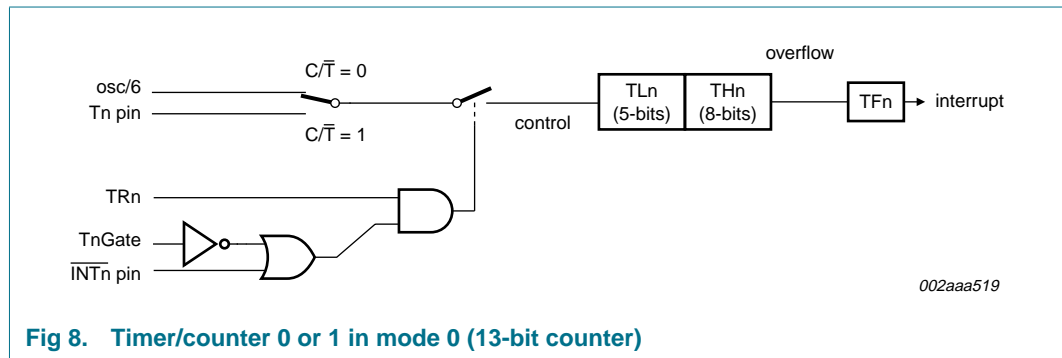 overflow
C/T̅ = 0
osc/6
Tn pin
C/T̅ = 1
control
TLn
(5-bits)
THn
(8-bits)
TFn
interrupt
TRn
TnGate
I̅N̅T̅n̅ pin
002aaa519
Fig 8. Timer/counter 0 or 1 in mode 0 (13-bit counter)